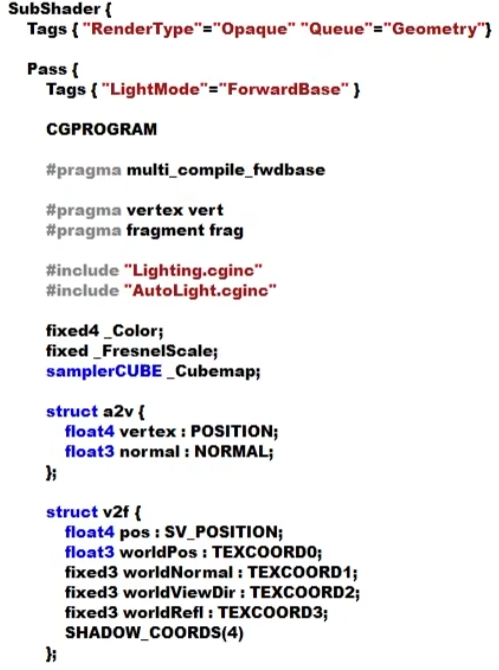 SubShader {
Tags { "RenderType"="Opaque" "Queue"="Geometry"}
Pass {
Tags { "LightMode"="ForwardBase" }
CGPROGRAM
#pragma multi_compile_fwdbase
#pragma vertex vert
#pragma fragment frag
#include "Lighting.cginc"
#include "AutoLight.cginc"
fixed4 _Color;
fixed _FresnelScale;
samplerCUBE _Cubemap;
struct a2v {
float4 vertex : POSITION;
float3 normal : NORMAL;
};
struct v2f {
float4 pos : SV_POSITION;
float3 worldPos : TEXCOORD0;
fixed3 worldNormal : TEXCOORD1;
fixed3 worldViewDir : TEXCOORD2;
fixed3 worldRefl : TEXCOORD3;
SHADOW_COORDS(4)
};